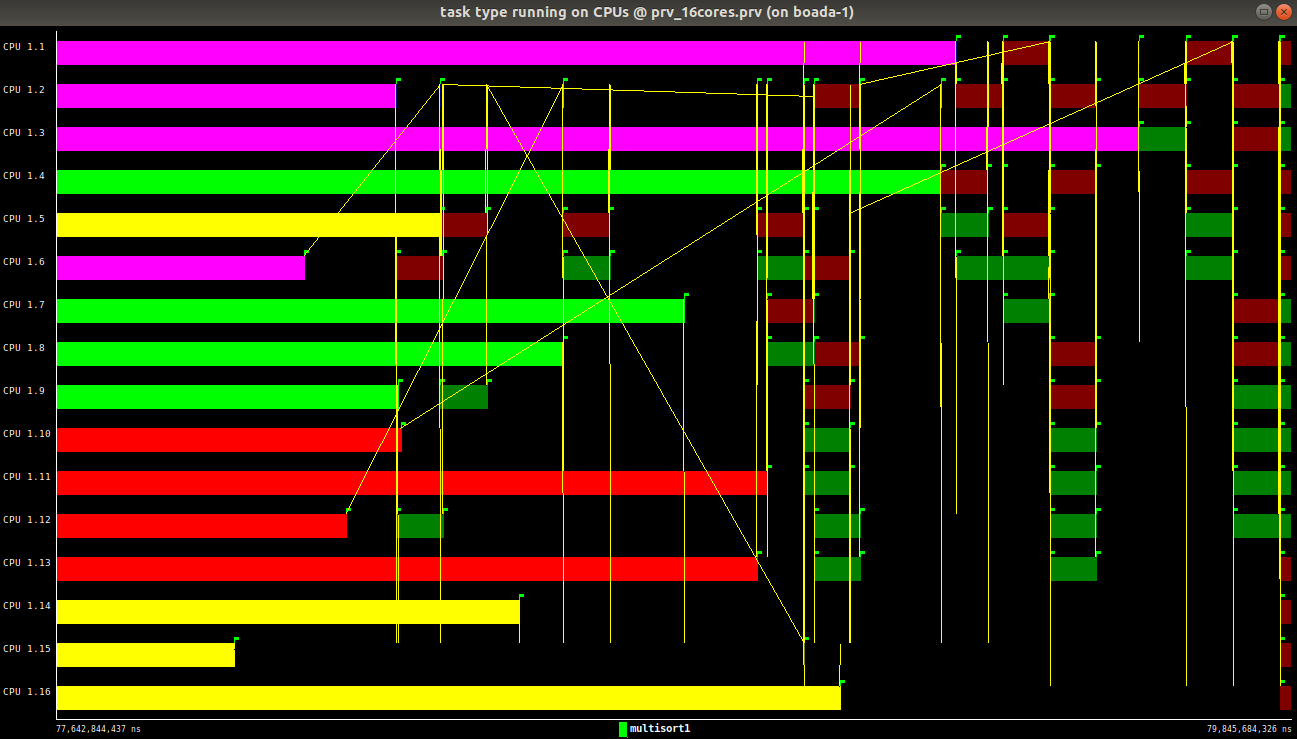 task type running on CPUs @ prv_16cores.prv (on boada-1)
CPU 1.1
CPU 1.2
CPU 1.3
CPU 1.4
CPU 1.5
CPU 1.6
CPU 1.7
CPU 1.8
CPU 1.9
CPU 1.10
CPU 1.11
CPU 1.12
CPU 1.13
CPU 1.14
CPU 1.15
CPU 1.16
77,642,844,437 ns
multisort1
79,845,684,326 ns